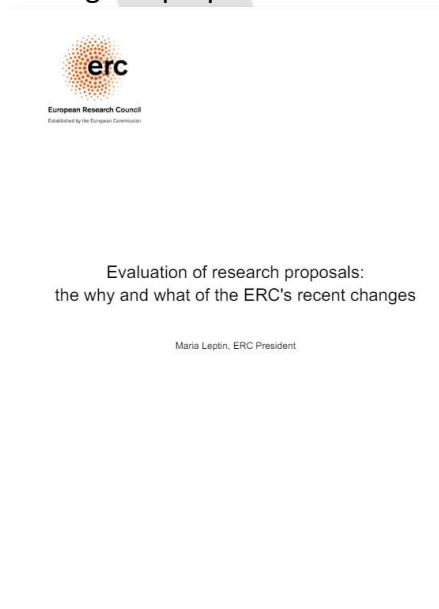 erc
European Research Council
Established by the European Commission
Evaluation of research proposals:
the why and what of the ERC's recent changes
Maria Leptin, ERC President